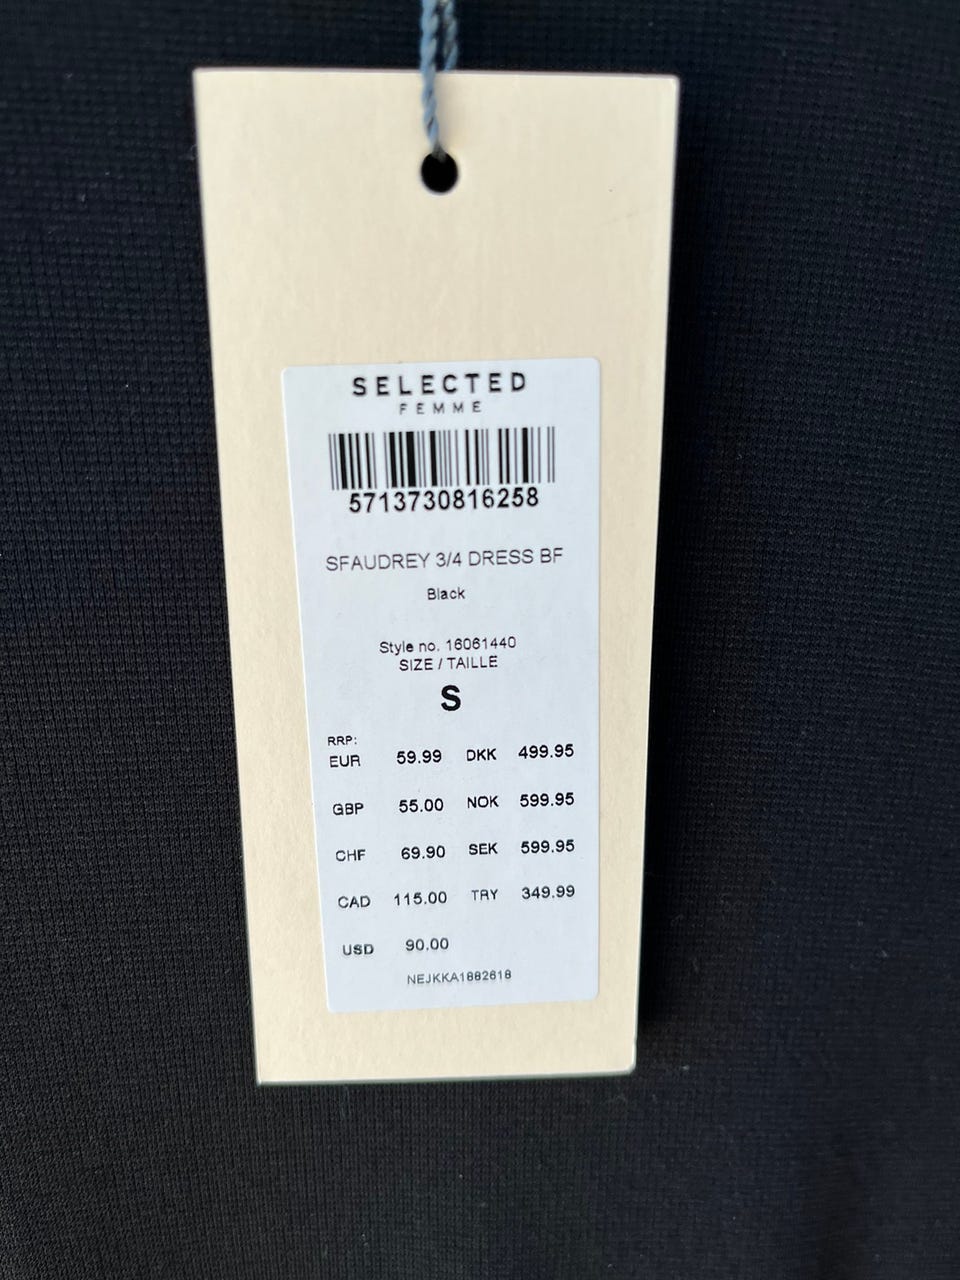 SELECTED
FEMME
5713730816258
SFAUDREY 3/4 DRESS BF
Black
Style no. 16061440
SIZE / TAILLE
S
RRP:
EUR 59.99 DKK 499.95
GBP 55.00 NOK 599.95
CHF 69.90 SEK 599.95
CAD 115.00 TRY 349.99
USD 90.00
NEJKKA1882618